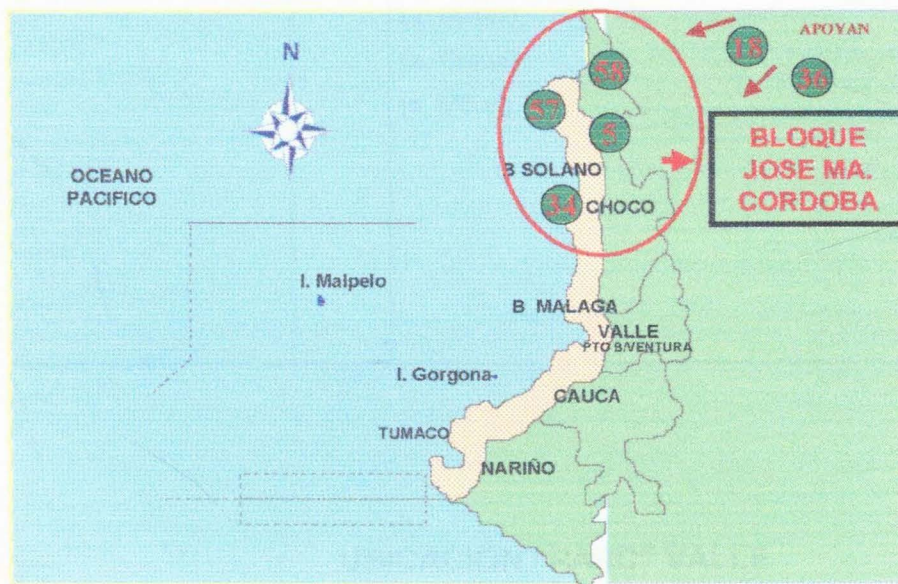 APOYAN
18
36
58
57
5
34
N
BLOQUE
JOSE MA.
CORDOBA
OCEANO
PACIFICO
B SOLANO
CHOCO
I. Malpelo
B MALAGA
VALLE
PTO B/VENTURA
I. Gorgona
CAUCA
TUMACO
NARIÑO